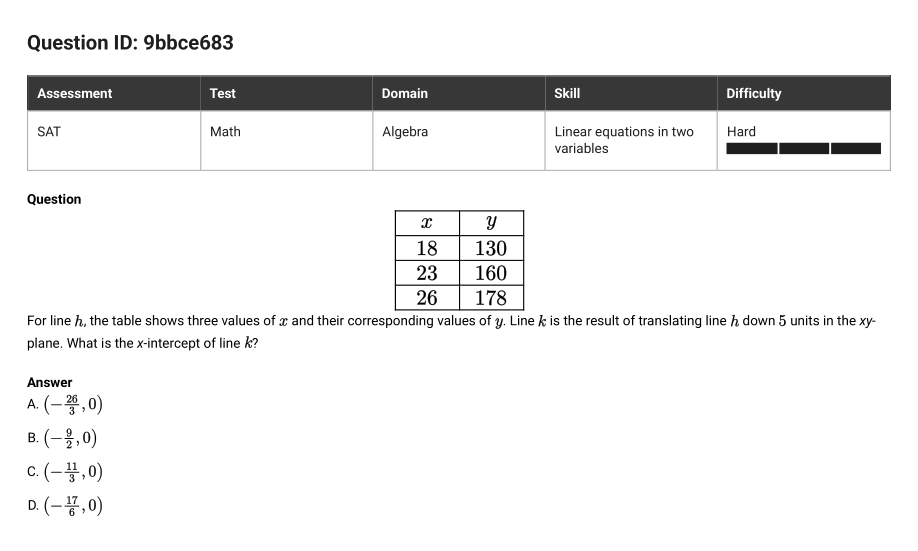 Question ID: 9bbce683
Assessment Test Domain Skill Difficulty
SAT Math Algebra Linear equations in two variables Hard
Question
x y
18 130
23 160
26 178
For line h, the table shows three values of x and their corresponding values of y. Line k is the result of translating line h down 5 units in the xy-
plane. What is the x-intercept of line k?
Answer
A. (−26/3, 0)
B. (−9/2, 0)
C. (−11/3, 0)
D. (−17/6, 0)